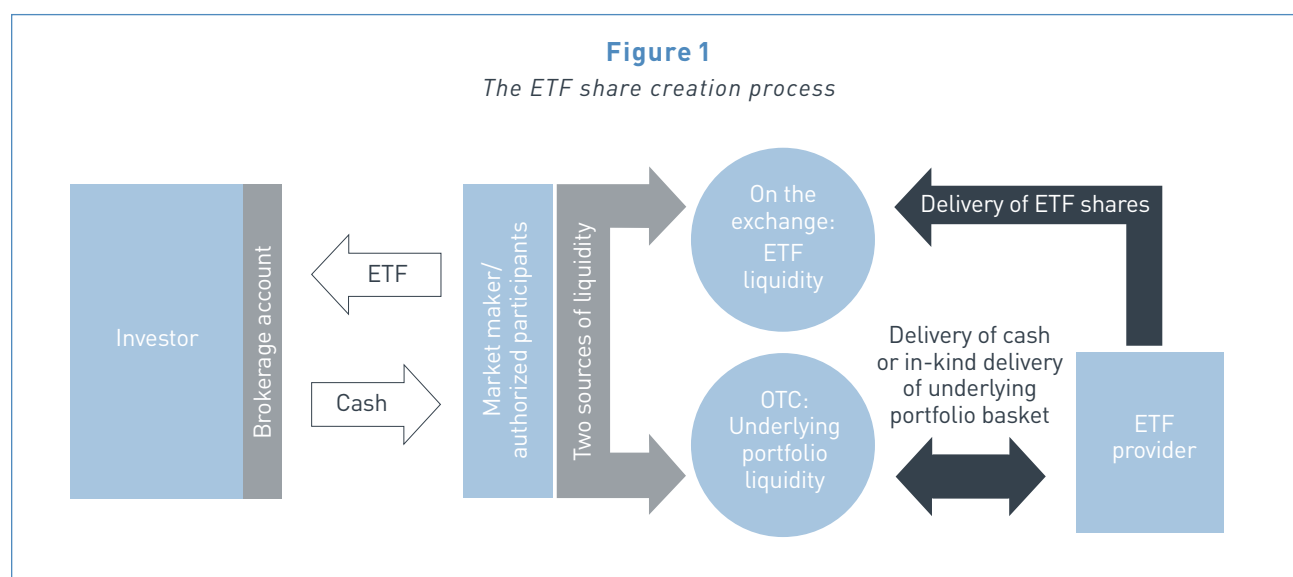 Figure 1
The ETF share creation process
Investor
Brokerage account
ETF
Cash
Market maker/
authorized participants
Two sources of liquidity
On the
exchange:
ETF
liquidity
OTC:
Underlying
portfolio
liquidity
Delivery of ETF shares
Delivery of cash
or in-kind delivery
of underlying
portfolio basket
ETF
provider